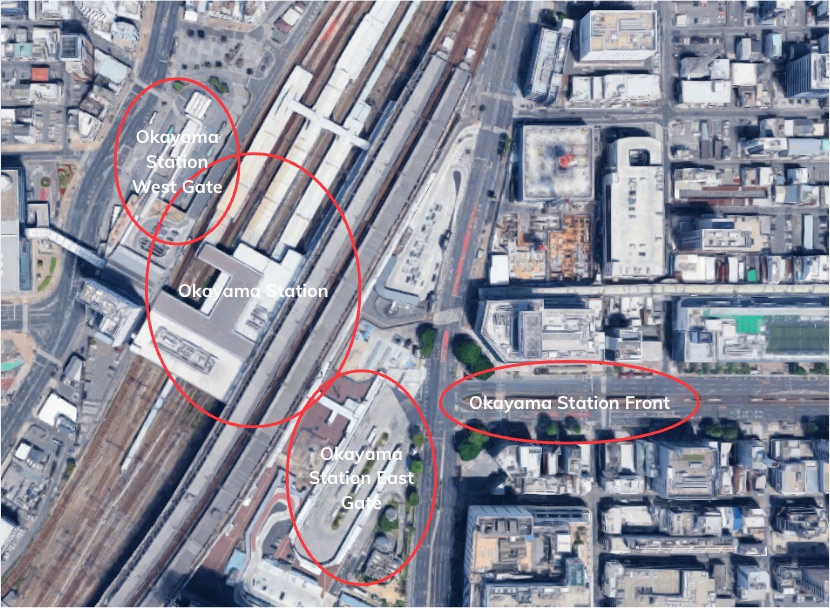 Okayama
Station
West Gate
Okayama Station
Okayama Station Front
Okayama
Station East
Gate